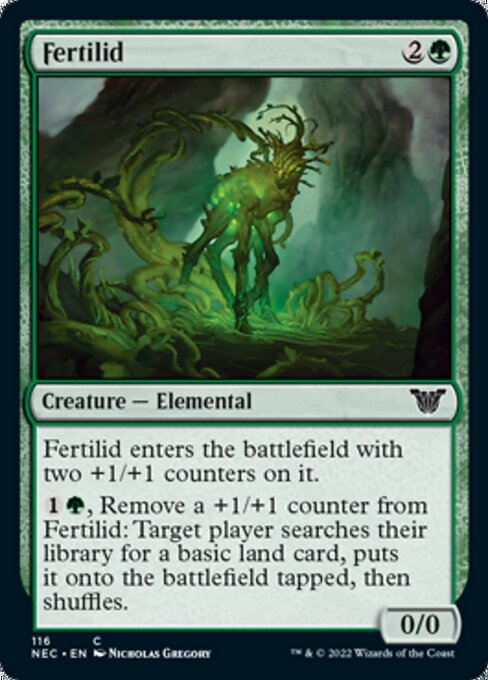 Fertilid 2
Creature — Elemental
Fertilid enters the battlefield with
two +1/+1 counters on it.
1, Remove a +1/+1 counter from
Fertilid: Target player searches their
library for a basic land card, puts
it onto the battlefield tapped, then
shuffles.
0/0
116 C
NEC • EN Nicholas Gregory ™ & © 2022 Wizards of the Coast